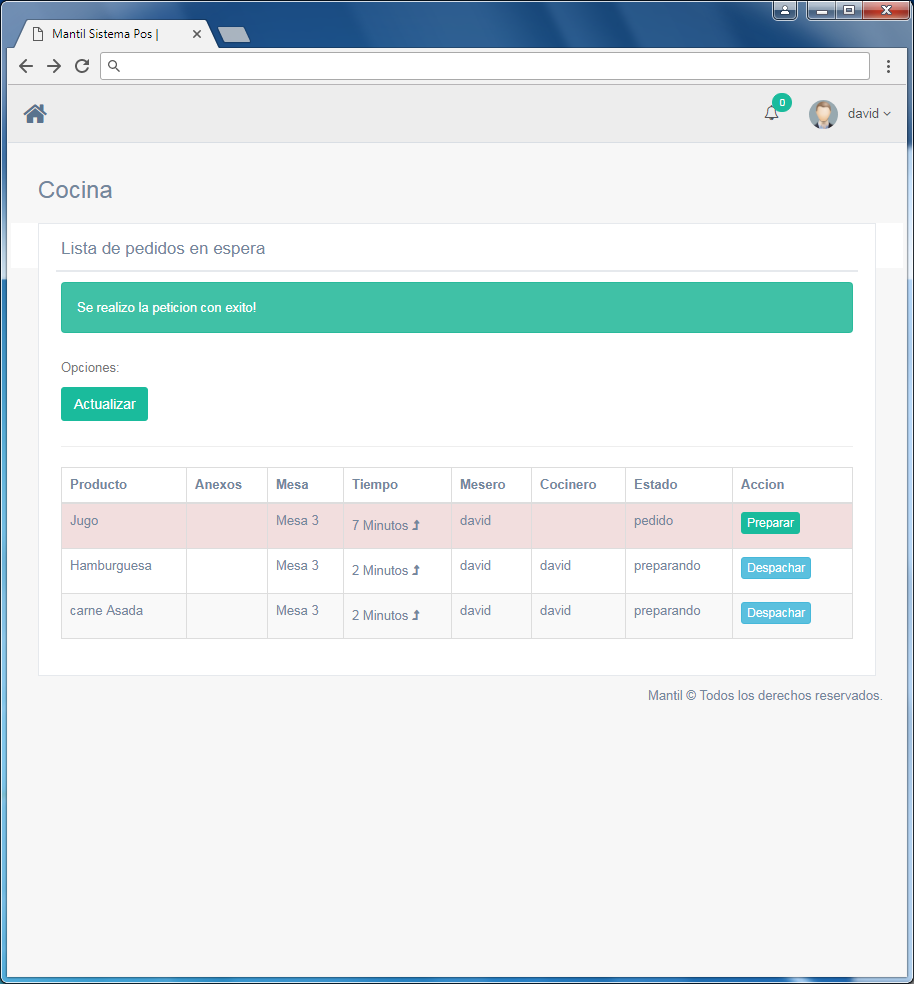 Mantil Sistema Pos |
0
david
Cocina
Lista de pedidos en espera
Se realizo la peticion con exito!
Opciones:
Actualizar
Producto Anexos Mesa Tiempo Mesero Cocinero Estado Accion
Jugo Mesa 3 7 Minutos david pedido Preparar
Hamburguesa Mesa 3 2 Minutos david david preparando Despachar
carne Asada Mesa 3 2 Minutos david david preparando Despachar
Mantil © Todos los derechos reservados.